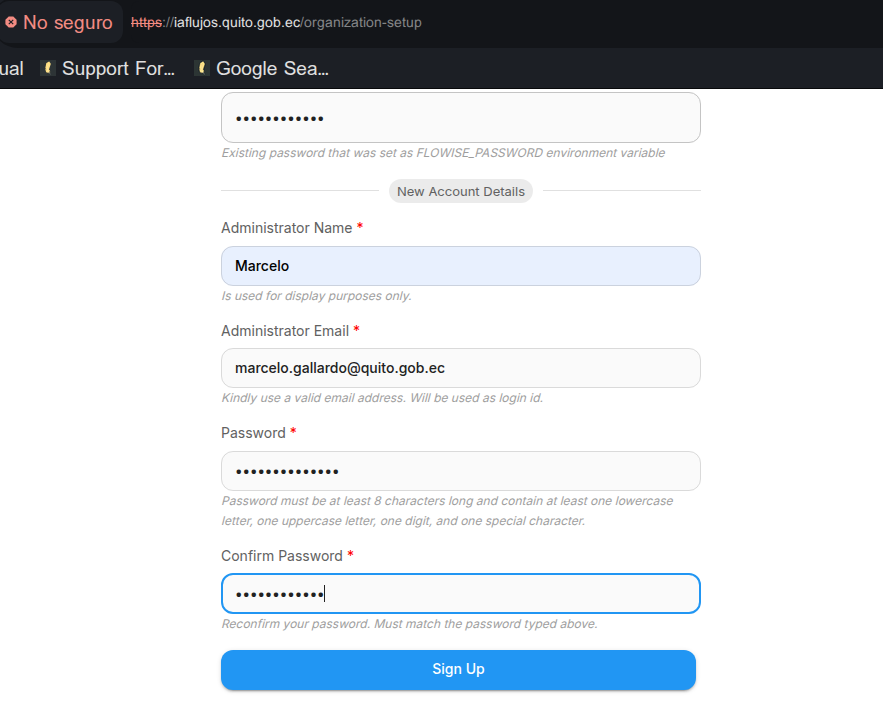 No seguro https://iaflujos.quito.gob.ec/organization-setup
ual Support For... Google Sea...
••••••••••••
Existing password that was set as FLOWISE_PASSWORD environment variable
New Account Details
Administrator Name *
Marcelo
Is used for display purposes only.
Administrator Email *
marcelo.gallardo@quito.gob.ec
Kindly use a valid email address. Will be used as login id.
Password *
••••••••••••••
Password must be at least 8 characters long and contain at least one lowercase
letter, one uppercase letter, one digit, and one special character.
Confirm Password *
••••••••••••
Reconfirm your password. Must match the password typed above.
Sign Up